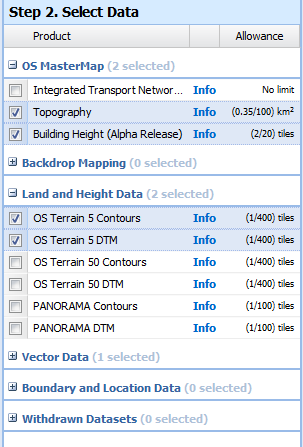 Step 2. Select Data
Product Allowance
OS MasterMap (2 selected)
Integrated Transport Networ... Info No limit
Topography Info (0.35/100) km²
Building Height (Alpha Release) Info (2/20) tiles
Backdrop Mapping (0 selected)
Land and Height Data (2 selected)
OS Terrain 5 Contours Info (1/400) tiles
OS Terrain 5 DTM Info (1/400) tiles
OS Terrain 50 Contours Info (1/400) tiles
OS Terrain 50 DTM Info (1/400) tiles
PANORAMA Contours Info (1/100) tiles
PANORAMA DTM Info (1/100) tiles
Vector Data (1 selected)
Boundary and Location Data (0 selected)
Withdrawn Datasets (0 selected)